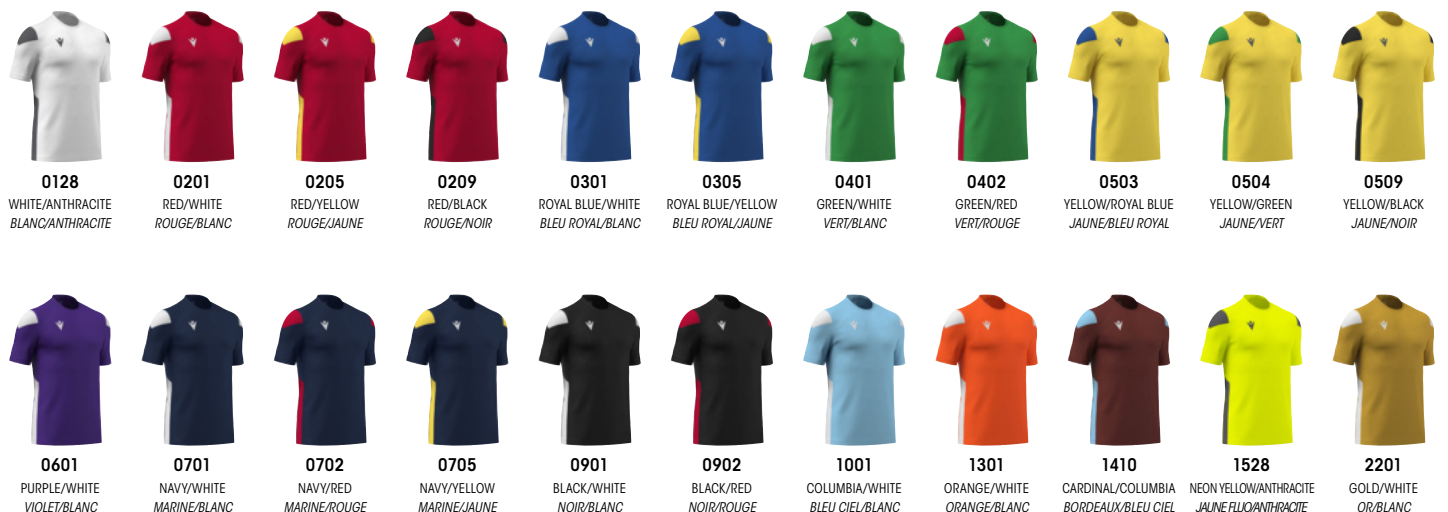 0128 0201 0205 0209 0301 0305 0401 0402 0503 0504 0509
WHITE/ANTHRACITE RED/WHITE RED/YELLOW RED/BLACK ROYAL BLUE/WHITE ROYAL BLUE/YELLOW GREEN/WHITE GREEN/RED YELLOW/ROYAL BLUE YELLOW/GREEN YELLOW/BLACK
BLANC/ANTHRACITE ROUGE/BLANC ROUGE/JAUNE ROUGE/NOIR BLEU ROYAL/BLANC BLEU ROYAL/JAUNE VERT/BLANC VERT/ROUGE JAUNE/BLEU ROYAL JAUNE/VERT JAUNE/NOIR
0601 0701 0702 0705 0901 0902 1001 1301 1410 1528 2201
PURPLE/WHITE NAVY/WHITE NAVY/RED NAVY/YELLOW BLACK/WHITE BLACK/RED COLUMBIA/WHITE ORANGE/WHITE CARDINAL/COLUMBIA NEON YELLOW/ANTHRACITE GOLD/WHITE
VIOLET/BLANC MARINE/BLANC MARINE/ROUGE MARINE/JAUNE NOIR/BLANC NOIR/ROUGE BLEU CIEL/BLANC ORANGE/BLANC BORDEAUX/BLEU CIEL JAUNE FLUO/ANTHRACITE OR/BLANC